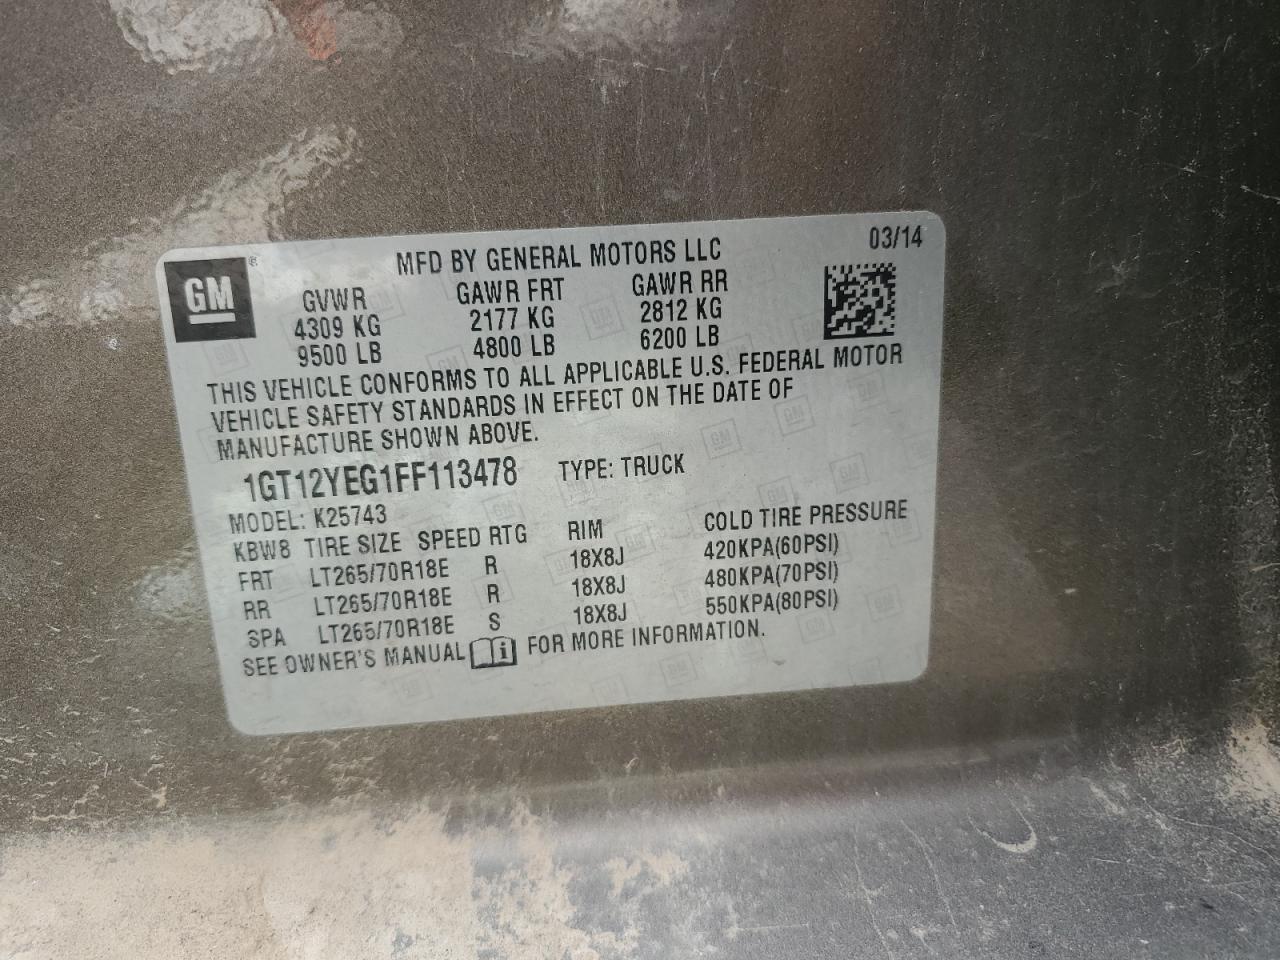 MFD BY GENERAL MOTORS LLC 03/14
GM ®
GVWR GAWR FRT GAWR RR
4309 KG 2177 KG 2812 KG
9500 LB 4800 LB 6200 LB
THIS VEHICLE CONFORMS TO ALL APPLICABLE U.S. FEDERAL MOTOR
VEHICLE SAFETY STANDARDS IN EFFECT ON THE DATE OF
MANUFACTURE SHOWN ABOVE.
1GT12YEG1FF113478 TYPE: TRUCK
MODEL: K25743
KBW8 TIRE SIZE SPEED RTG RIM COLD TIRE PRESSURE
FRT LT265/70R18E R 18X8J 420KPA(60PSI)
RR LT265/70R18E R 18X8J 480KPA(70PSI)
SPA LT265/70R18E S 18X8J 550KPA(80PSI)
SEE OWNER'S MANUAL i FOR MORE INFORMATION.